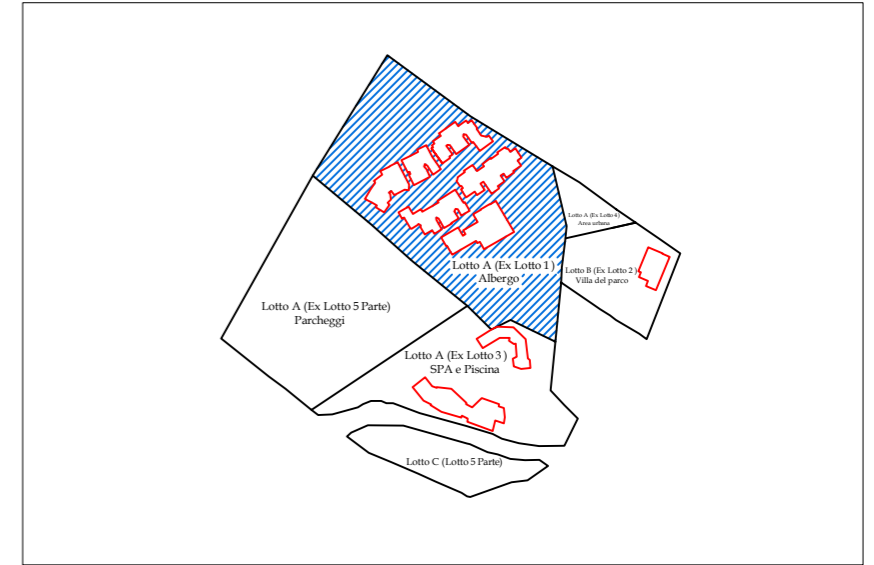 Lotto A (Ex Lotto 4)
Area urbana
Lotto A (Ex Lotto 1 )
Albergo
Lotto B (Ex Lotto 2 )
Villa del parco
Lotto A (Ex Lotto 5 Parte)
Parcheggi
Lotto A (Ex Lotto 3 )
SPA e Piscina
Lotto C (Lotto 5 Parte)